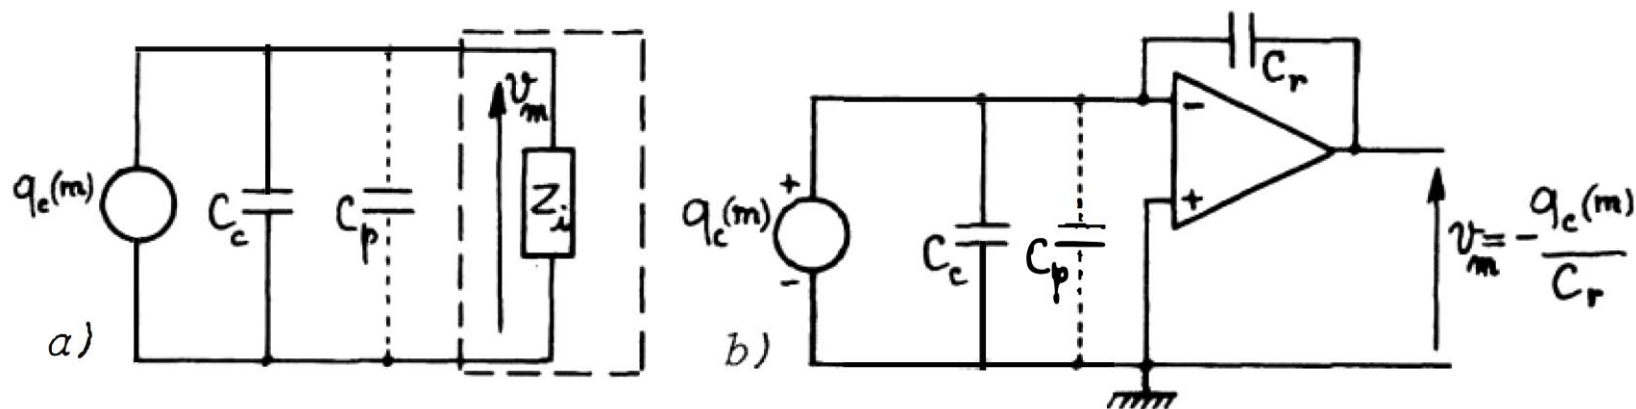 q_c(m)
C_c
C_p
v_m
Z_i
a)
q_c(m)
+
-
C_c
C_p
C_r
-
+
v_m = - q_c(m) / C_r
b)